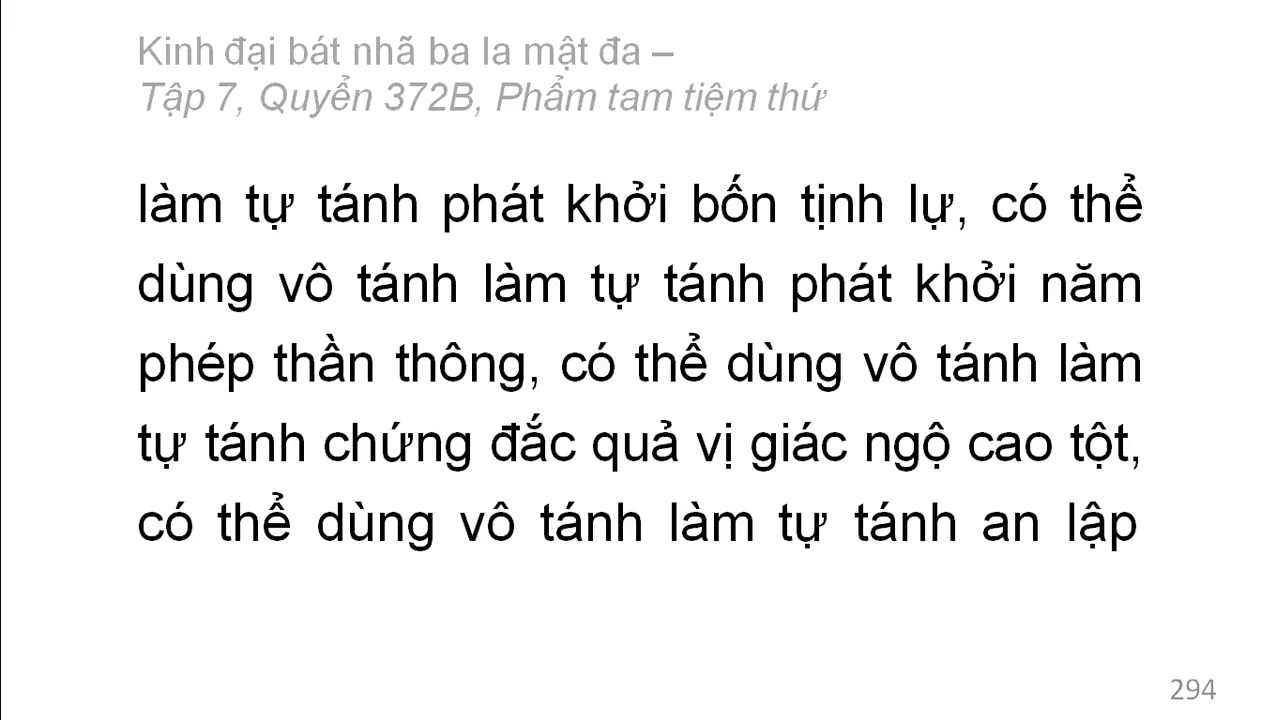 Kinh đại bát nhã ba la mật đa –
Tập 7, Quyển 372B, Phẩm tam tiệm thứ
làm tự tánh phát khởi bốn tịnh lự, có thể
dùng vô tánh làm tự tánh phát khởi năm
phép thần thông, có thể dùng vô tánh làm
tự tánh chứng đắc quả vị giác ngộ cao tột,
có thể dùng vô tánh làm tự tánh an lập
294